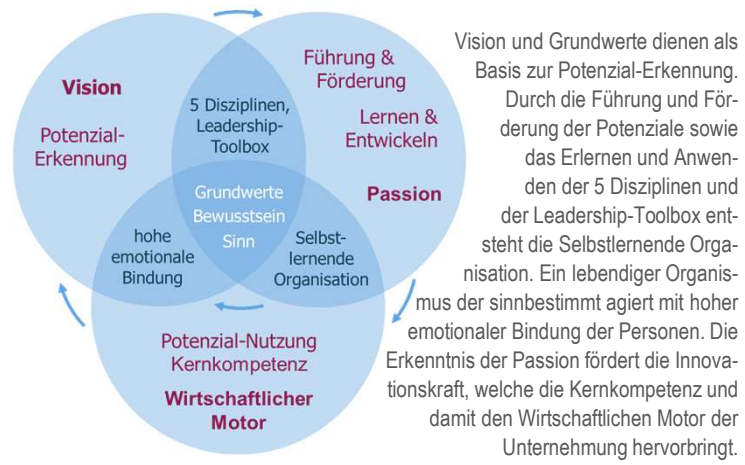 Vision
Potenzial-
Erkennung
5 Disziplinen,
Leadership-
Toolbox
Führung &
Förderung
Lernen &
Entwickeln
Passion
Grundwerte
Bewusstsein
Sinn
hohe
emotionale
Bindung
Selbst-
lernende
Organisation
Potenzial-Nutzung
Kernkompetenz
Wirtschaftlicher
Motor
Vision und Grundwerte dienen als
Basis zur Potenzial-Erkennung.
Durch die Führung und För-
derung der Potenziale sowie
das Erlernen und Anwen-
den der 5 Disziplinen und
der Leadership-Toolbox ent-
steht die Selbstlernende Orga-
nisation. Ein lebendiger Organis-
mus der sinnbestimmt agiert mit hoher
emotionaler Bindung der Personen. Die
Erkenntnis der Passion fördert die Innova-
tionskraft, welche die Kernkompetenz und
damit den Wirtschaftlichen Motor der
Unternehmung hervorbringt.